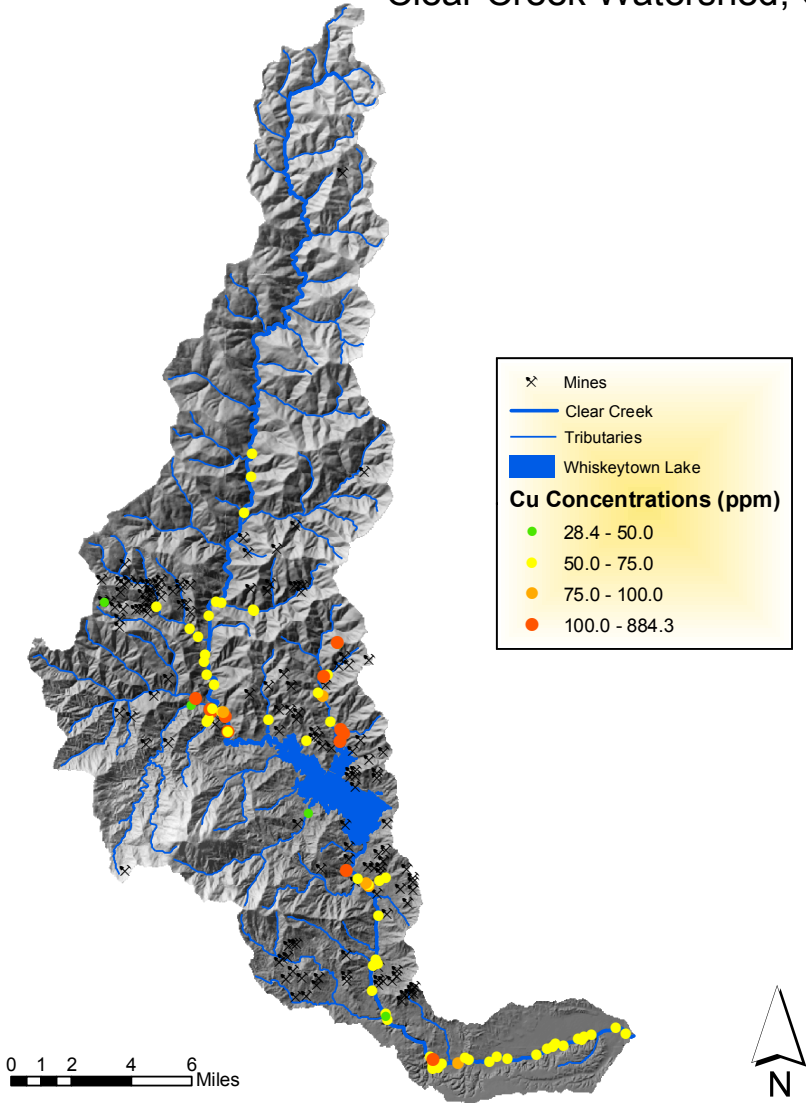 Clear Creek Watershed,
Mines
Clear Creek
Tributaries
Whiskeytown Lake
Cu Concentrations (ppm)
28.4 - 50.0
50.0 - 75.0
75.0 - 100.0
100.0 - 884.3
0 1 2 4 6
Miles
N